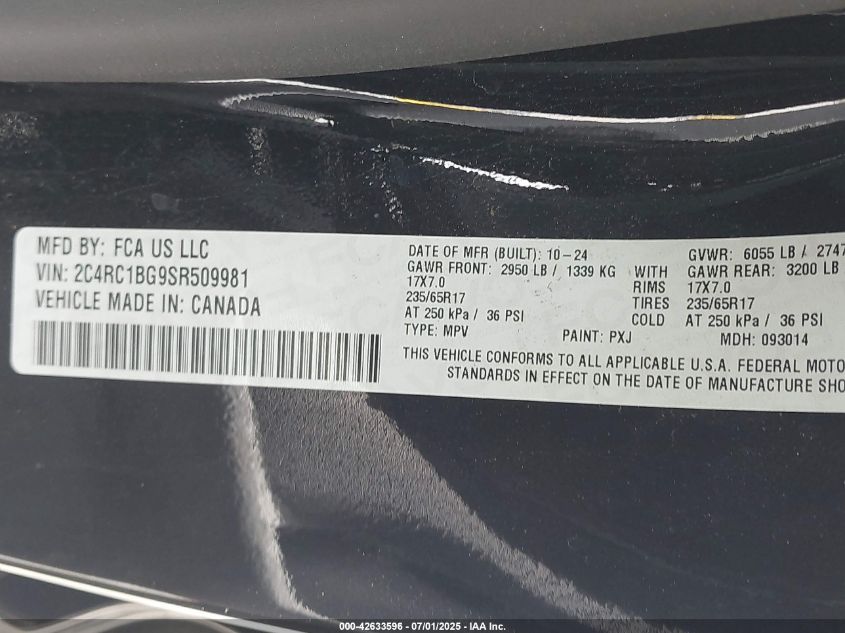 MFD BY: FCA US LLC
VIN: 2C4RC1BG9SR509981
VEHICLE MADE IN: CANADA
DATE OF MFR (BUILT): 10-24 GVWR: 6055 LB / 2747
GAWR FRONT: 2950 LB / 1339 KG WITH GAWR REAR: 3200 LB
17X7.0 RIMS 17X7.0
235/65R17 TIRES 235/65R17
AT 250 kPa / 36 PSI COLD AT 250 kPa / 36 PSI
TYPE: MPV PAINT: PXJ MDH: 093014
THIS VEHICLE CONFORMS TO ALL APPLICABLE U.S.A. FEDERAL MOTO
STANDARDS IN EFFECT ON THE DATE OF MANUFACTURE SHO
000-42633596 - 07/01/2025 - IAA Inc.